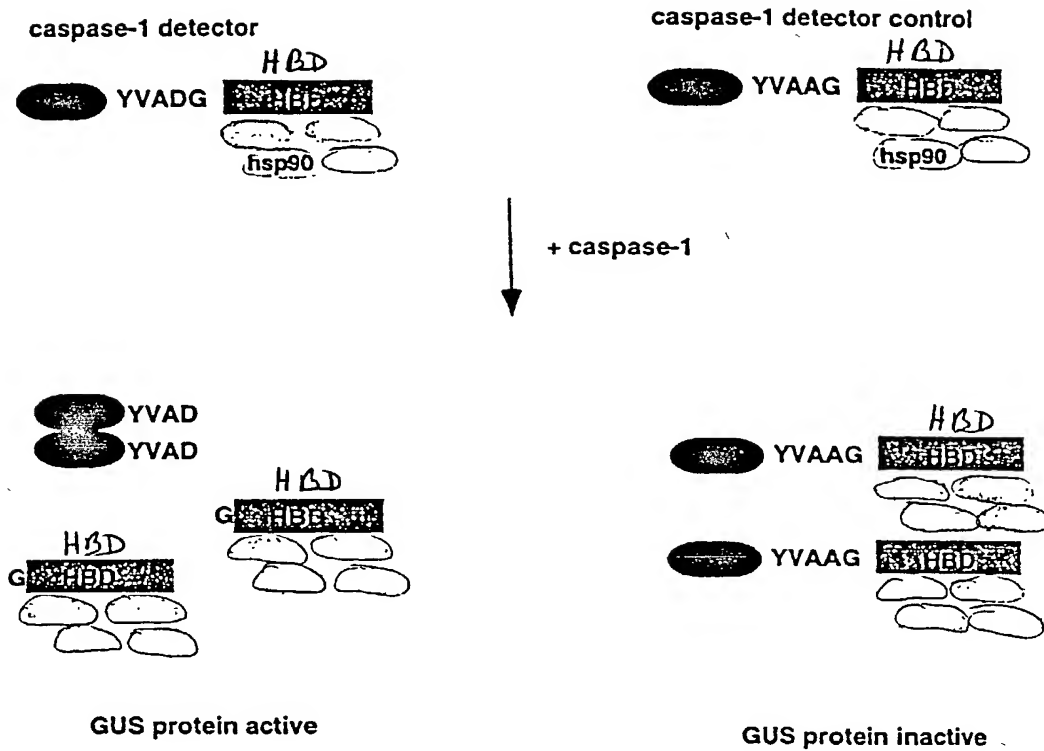 caspase-1 detector
HBD
YVADG HBD
hsp90
caspase-1 detector control
HBD
YVAAG HBD
hsp90
+ caspase-1
YVAD
YVAD
HBD
G HBD
HBD
G HBD
GUS protein active
HBD
YVAAG HBD
YVAAG HBD
GUS protein inactive